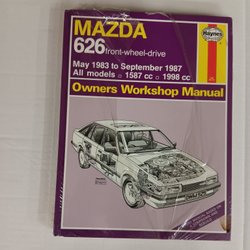 MAZDA
Haynes
626 front-wheel-drive
May 1983 to September 1987
All models □ 1587 cc □ 1998 cc
Owners Workshop Manual